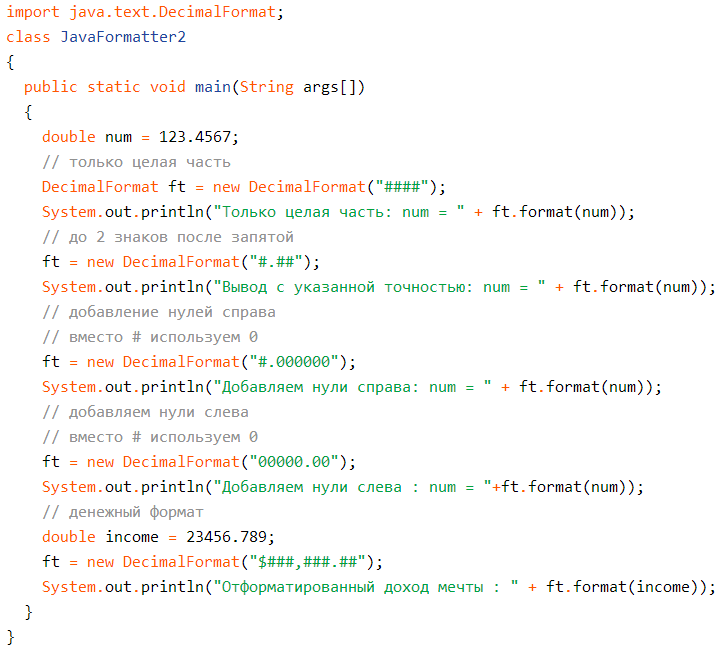 import java.text.DecimalFormat;
class JavaFormatter2
{
  public static void main(String args[])
  {
    double num = 123.4567;
    // только целая часть
    DecimalFormat ft = new DecimalFormat("####");
    System.out.println("Только целая часть: num = " + ft.format(num));
    // до 2 знаков после запятой
    ft = new DecimalFormat("#.##");
    System.out.println("Вывод с указанной точностью: num = " + ft.format(num));
    // добавление нулей справа
    // вместо # используем 0
    ft = new DecimalFormat("#.000000");
    System.out.println("Добавляем нули справа: num = " + ft.format(num));
    // добавляем нули слева
    // вместо # используем 0
    ft = new DecimalFormat("00000.00");
    System.out.println("Добавляем нули слева : num = "+ft.format(num));
    // денежный формат
    double income = 23456.789;
    ft = new DecimalFormat("$###,###.##");
    System.out.println("Отформатированный доход мечты : " + ft.format(income));
  }
}